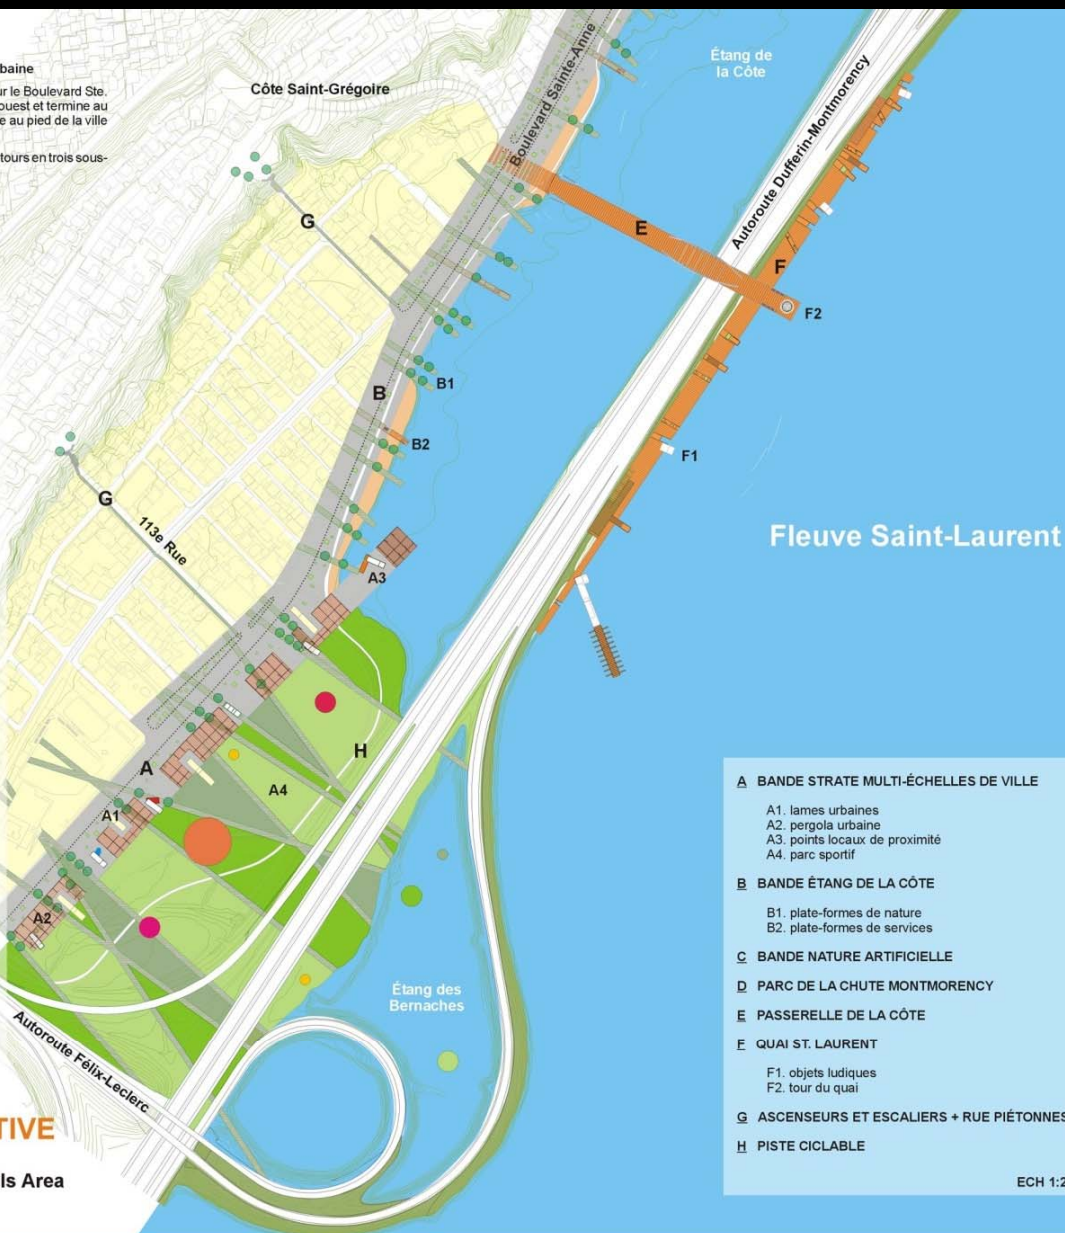 baine
r le Boulevard Ste.
ouest et termine au
e au pied de la ville
tours en trois sous-
Côte Saint-Grégoire
Boulevard Sainte-Anne
Étang de
la Côte
Autoroute Dufferin-Montmorency
G
E
F
F2
B
B1
B2
F1
G
113e Rue
Fleuve Saint-Laurent
A3
H
A
A4
A1
A2
Étang des
Bernaches
Autoroute Félix-Leclerc
TIVE
ls Area
A BANDE STRATE MULTI-ÉCHELLES DE VILLE
A1. lames urbaines
A2. pergola urbaine
A3. points locaux de proximité
A4. parc sportif
B BANDE ÉTANG DE LA CÔTE
B1. plate-formes de nature
B2. plate-formes de services
C BANDE NATURE ARTIFICIELLE
D PARC DE LA CHUTE MONTMORENCY
E PASSERELLE DE LA CÔTE
F QUAI ST. LAURENT
F1. objets ludiques
F2. tour du quai
G ASCENSEURS ET ESCALIERS + RUE PIÉTONNES
H PISTE CICLABLE
ECH 1:2